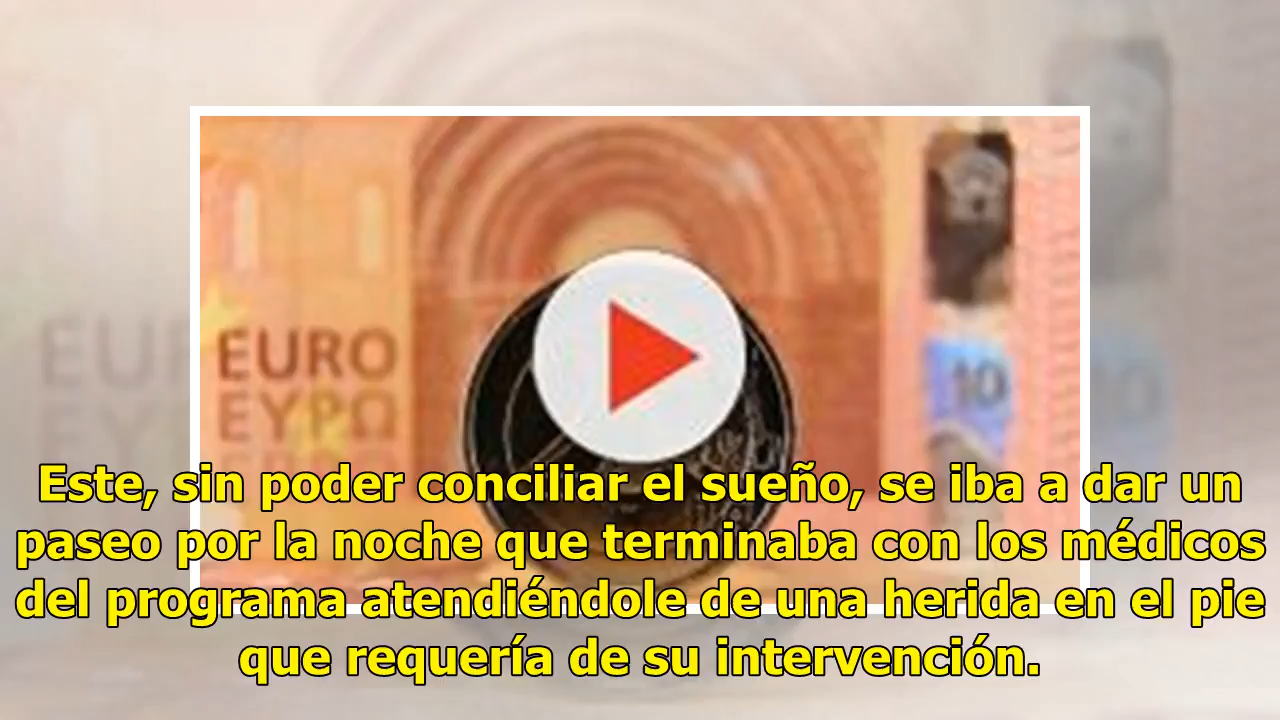 EURO
ΕΥΡΩ
10
Este, sin poder conciliar el sueño, se iba a dar un
paseo por la noche que terminaba con los médicos
del programa atendiéndole de una herida en el pie
que requería de su intervención.